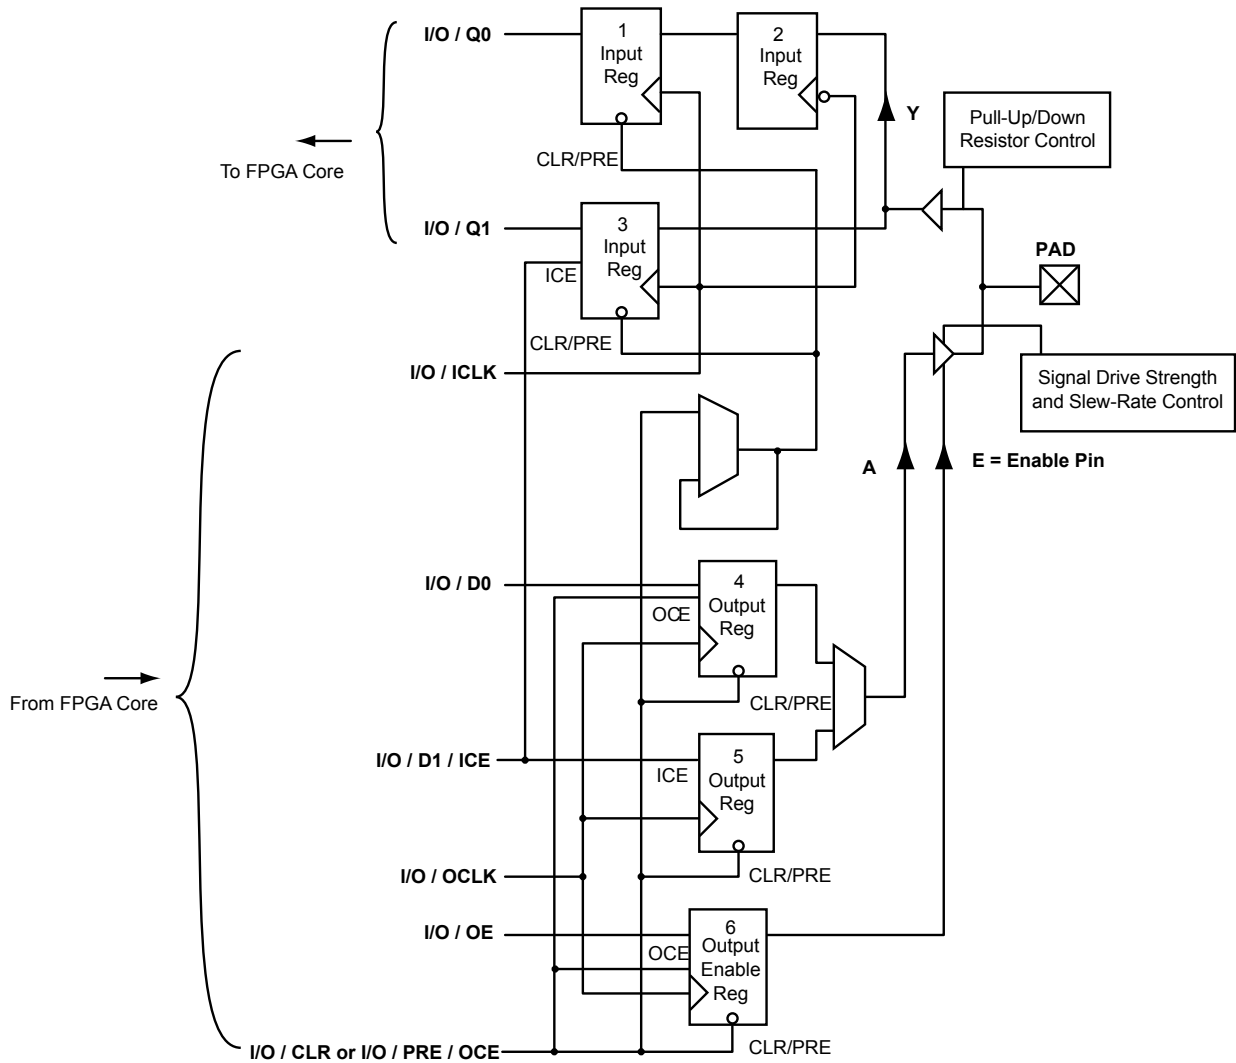 I/O / Q0
1
Input
Reg
2
Input
Reg
CLR/PRE
Y
Pull-Up/Down
Resistor Control
To FPGA Core
I/O / Q1
3
Input
Reg
ICE
CLR/PRE
PAD
I/O / ICLK
Signal Drive Strength
and Slew-Rate Control
A
E = Enable Pin
I/O / D0
4
Output
Reg
OCE
CLR/PRE
From FPGA Core
I/O / D1 / ICE
5
Output
Reg
ICE
CLR/PRE
I/O / OCLK
I/O / OE
6
Output
Enable
Reg
OCE
CLR/PRE
I/O / CLR or I/O / PRE / OCE